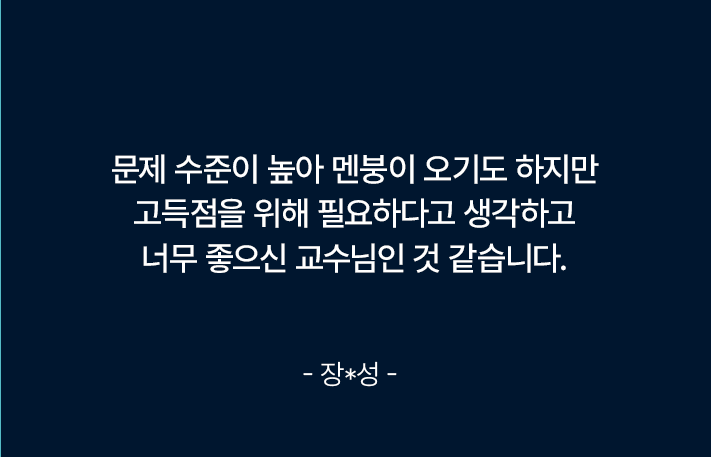 문제 수준이 높아 멘붕이 오기도 하지만
고득점을 위해 필요하다고 생각하고
너무 좋으신 교수님인 것 같습니다.
- 장*성 -